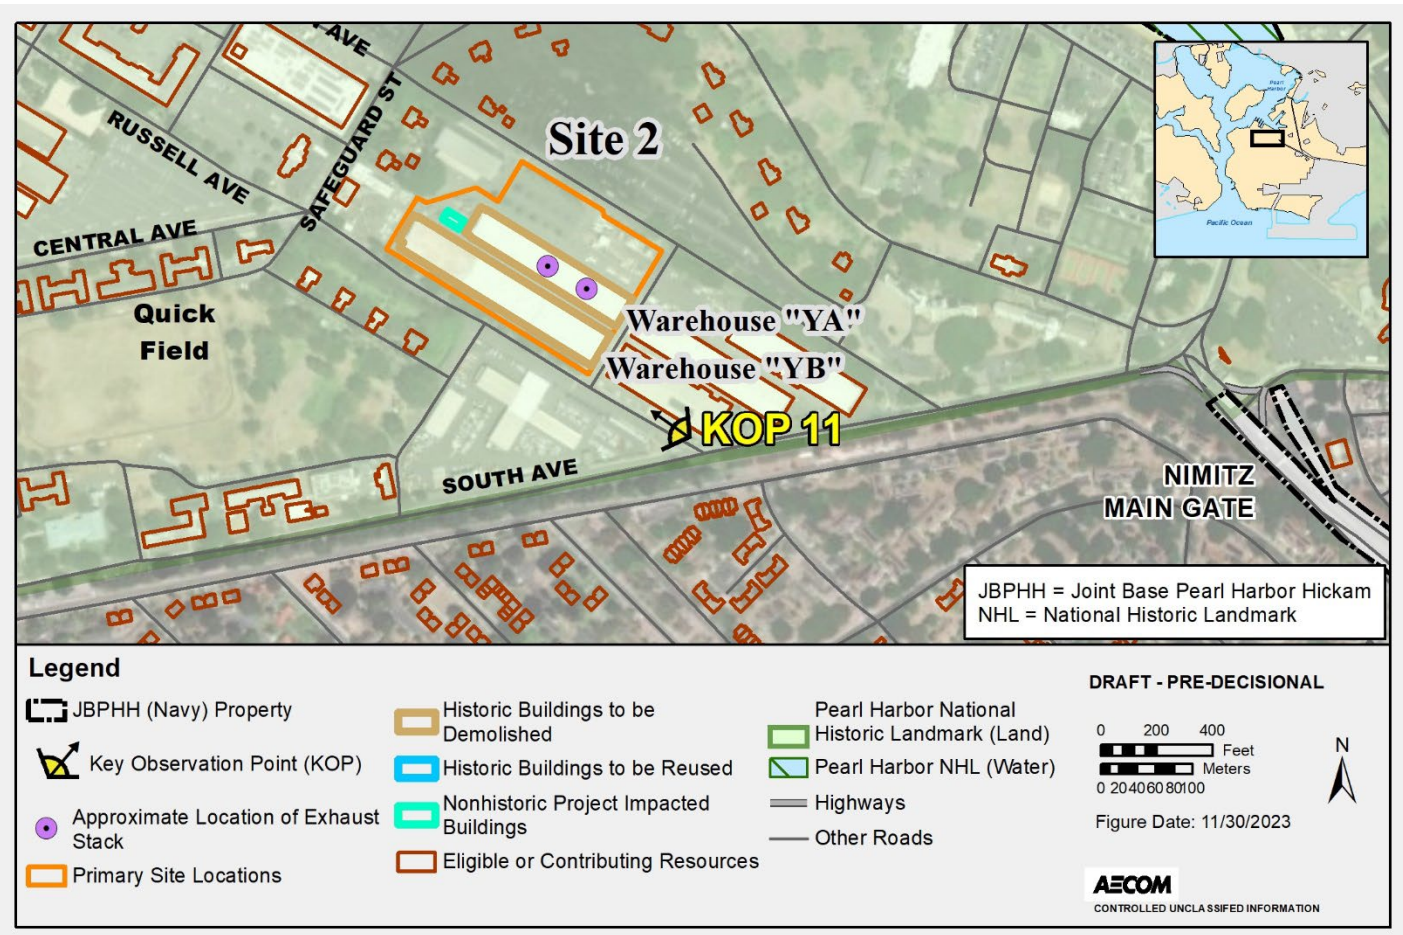 AVE
RUSSELL AVE
SAFEGUARD ST
Site 2
CENTRAL AVE
Quick
Field
Warehouse "YA"
Warehouse "YB"
KOP 11
SOUTH AVE
NIMITZ
MAIN GATE
Pearl
Harbor
Pacific Ocean
JBPHH = Joint Base Pearl Harbor Hickam
NHL = National Historic Landmark
Legend
JBPHH (Navy) Property
Key Observation Point (KOP)
Approximate Location of Exhaust
Stack
Primary Site Locations
Historic Buildings to be
Demolished
Historic Buildings to be Reused
Nonhistoric Project Impacted
Buildings
Eligible or Contributing Resources
Pearl Harbor National
Historic Landmark (Land)
Pearl Harbor NHL (Water)
Highways
Other Roads
DRAFT - PRE-DECISIONAL
0 200 400
Feet
Meters
0 20 40 60 80 100
N
Figure Date: 11/30/2023
AECOM
CONTROLLED UNCLASSIFED INFORMATION